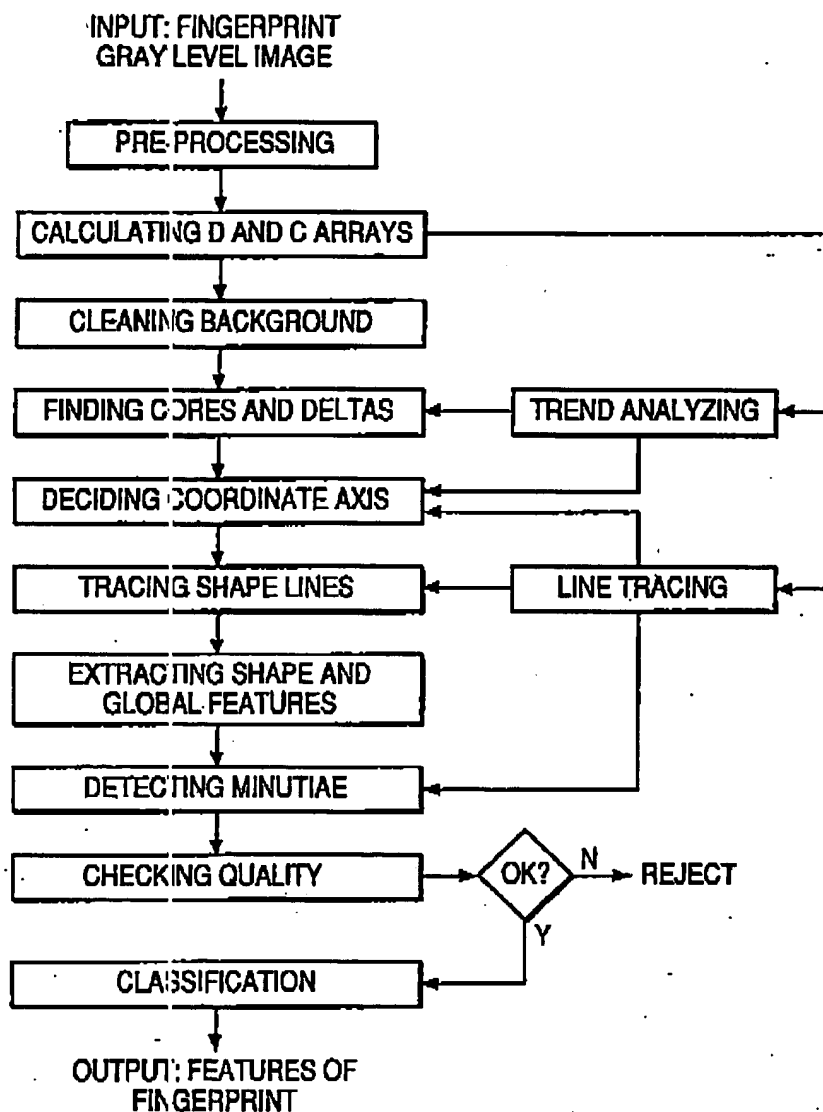 INPUT: FINGERPRINT
GRAY LEVEL IMAGE
PRE-PROCESSING
CALCULATING D AND C ARRAYS
CLEANING BACKGROUND
FINDING CORES AND DELTAS
TREND ANALYZING
DECIDING COORDINATE AXIS
TRACING SHAPE LINES
LINE TRACING
EXTRACTING SHAPE AND
GLOBAL FEATURES
DETECTING MINUTIAE
CHECKING QUALITY
OK?
N
REJECT
Y
CLASSIFICATION
OUTPUT: FEATURES OF
FINGERPRINT